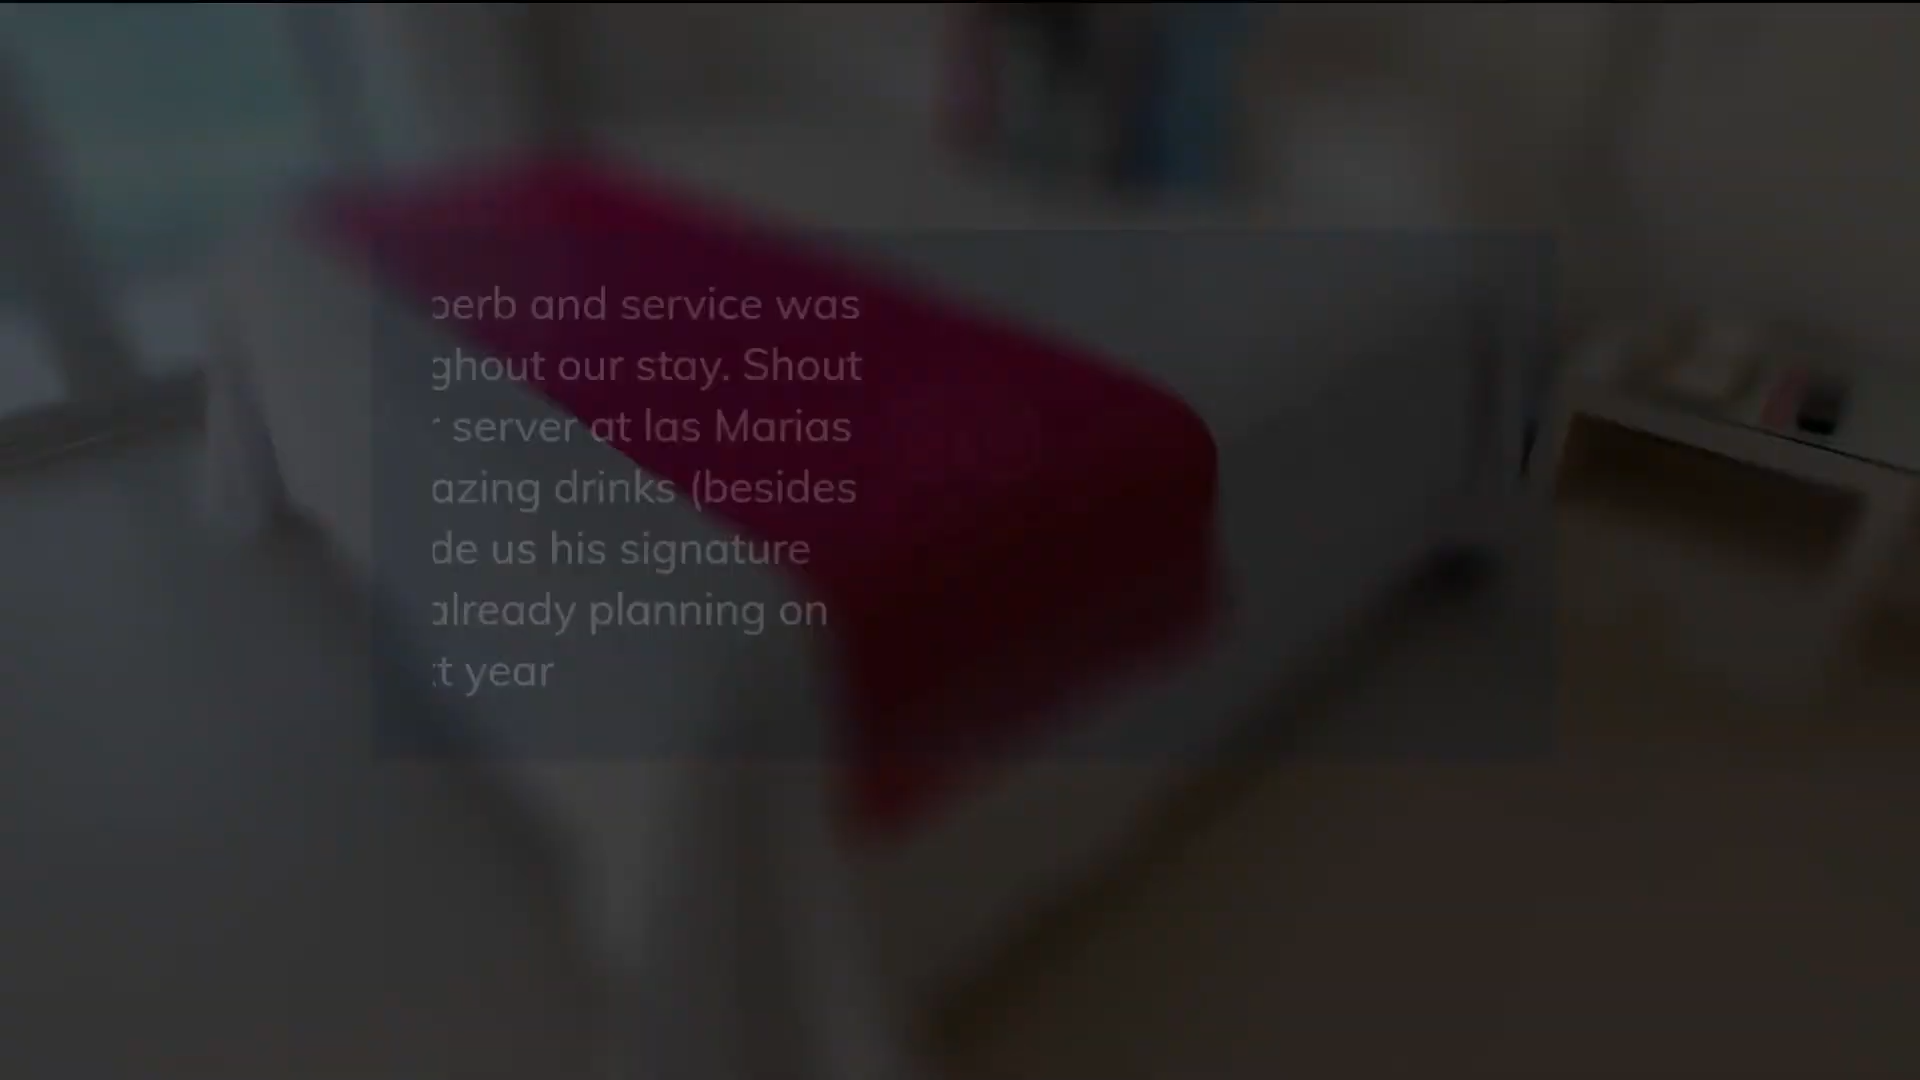 perb and service was
ghout our stay. Shout
r server at las Marias
azing drinks (besides
de us his signature
already planning on
xt year